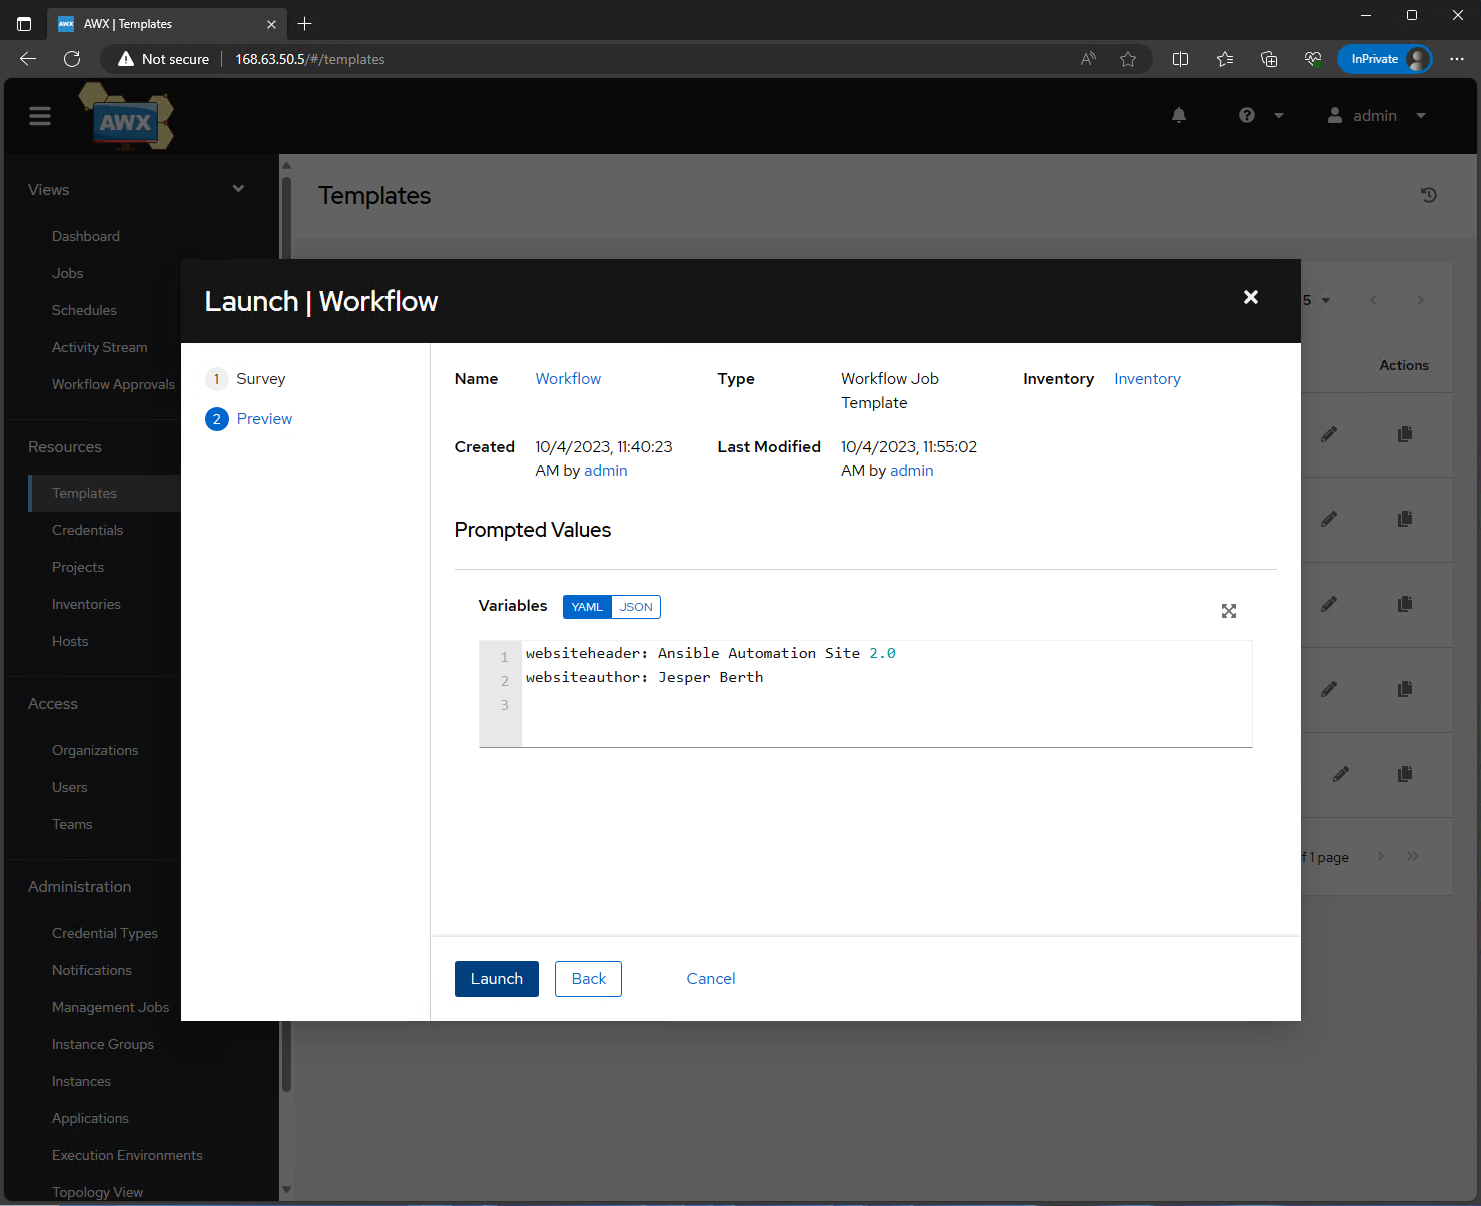 AWX | Templates
Not secure
168.63.50.5/#/templates
InPrivate
AWX
admin
Views
Dashboard
Jobs
Schedules
Activity Stream
Workflow Approvals
Resources
Templates
Credentials
Projects
Inventories
Hosts
Access
Organizations
Users
Teams
Administration
Credential Types
Notifications
Management Jobs
Instance Groups
Instances
Applications
Execution Environments
Topology View
Templates
5
Actions
f 1 page
Launch | Workflow
1 Survey
2 Preview
Name Workflow
Type Workflow Job
Template
Inventory Inventory
Created 10/4/2023, 11:40:23
AM by admin
Last Modified 10/4/2023, 11:55:02
AM by admin
Prompted Values
Variables YAML JSON
1 websiteheader: Ansible Automation Site 2.0
2 websiteauthor: Jesper Berth
3
Launch Back Cancel